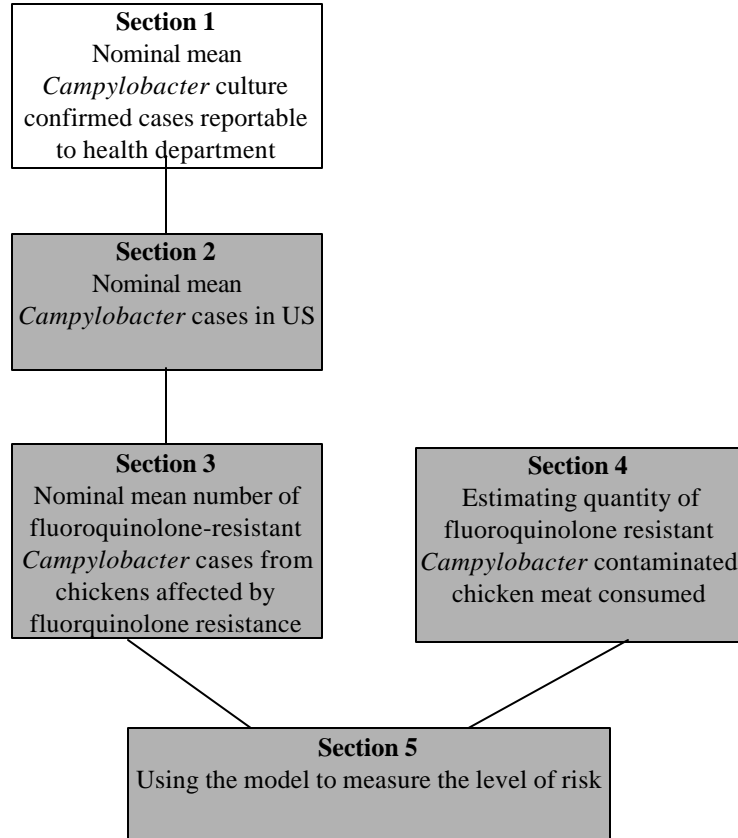 Section 1
Nominal mean
Campylobacter culture
confirmed cases reportable
to health department
Section 2
Nominal mean
Campylobacter cases in US
Section 3
Nominal mean number of
fluoroquinolone-resistant
Campylobacter cases from
chickens affected by
fluorquinolone resistance
Section 4
Estimating quantity of
fluoroquinolone resistant
Campylobacter contaminated
chicken meat consumed
Section 5
Using the model to measure the level of risk